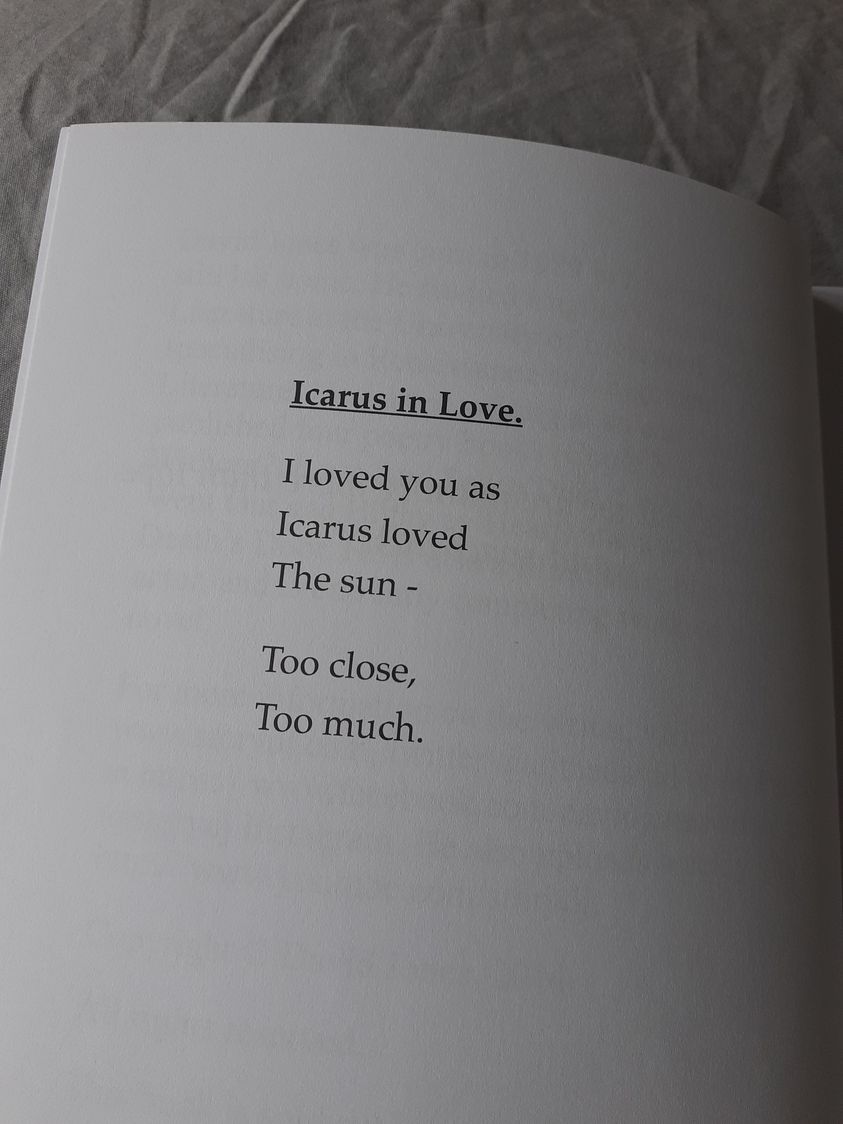 Icarus in Love.
I loved you as
Icarus loved
The sun -
Too close,
Too much.